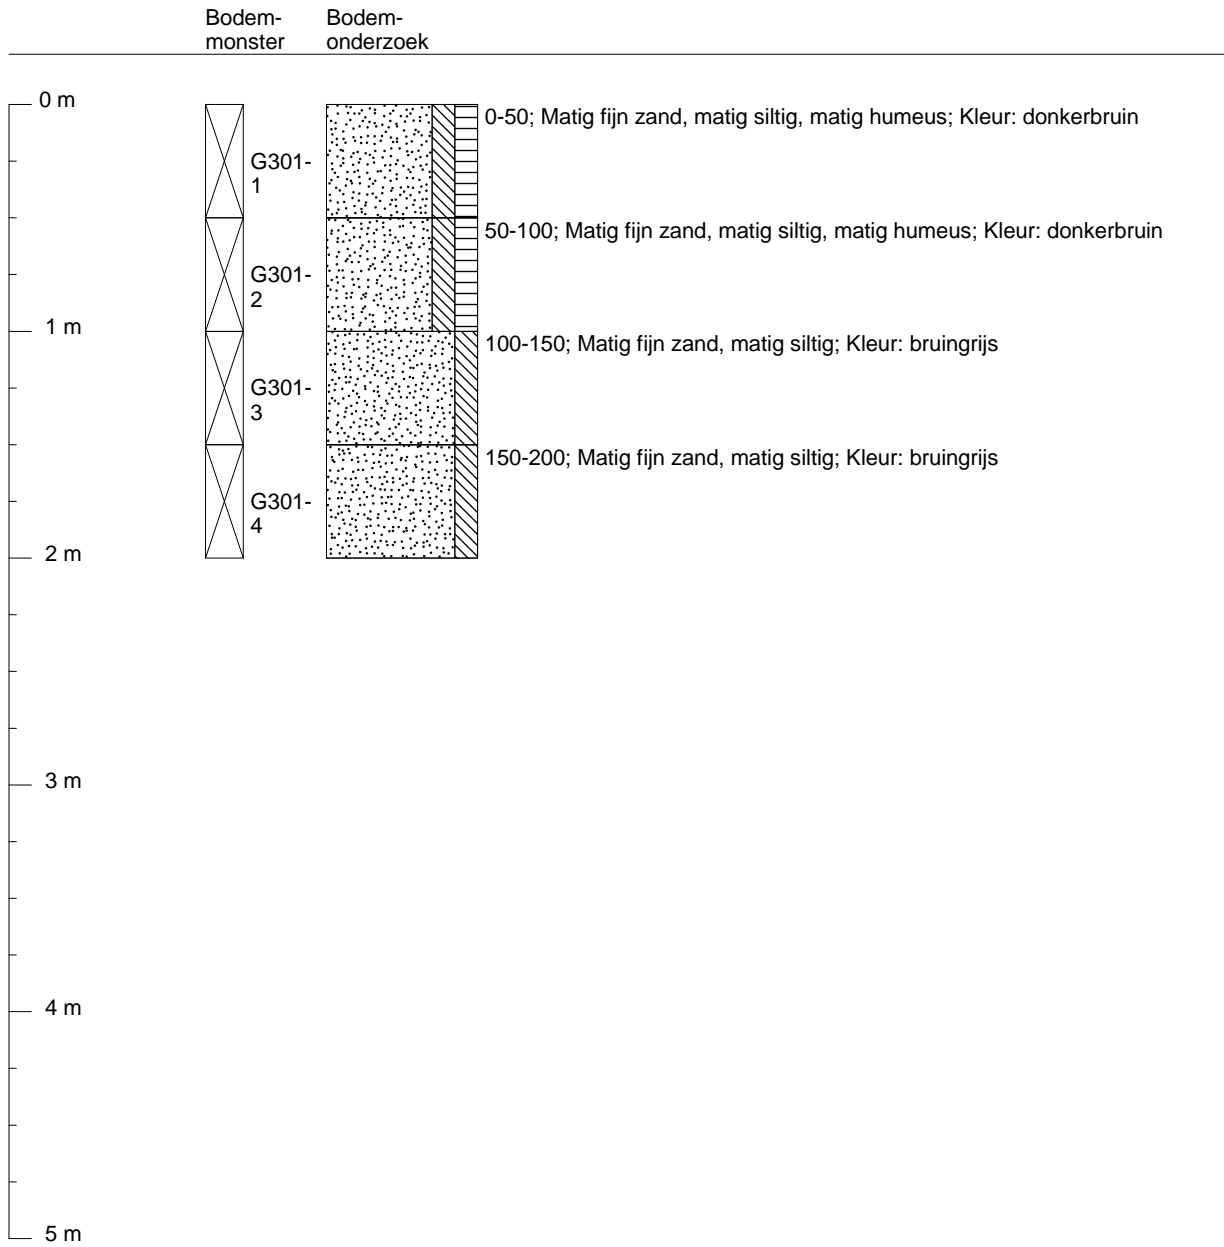 Bodem-
monster
Bodem-
onderzoek
0 m
0-50; Matig fijn zand, matig siltig, matig humeus; Kleur: donkerbruin
G301-
1
50-100; Matig fijn zand, matig siltig, matig humeus; Kleur: donkerbruin
G301-
2
1 m
100-150; Matig fijn zand, matig siltig; Kleur: bruingrijs
G301-
3
150-200; Matig fijn zand, matig siltig; Kleur: bruingrijs
G301-
4
2 m
3 m
4 m
5 m